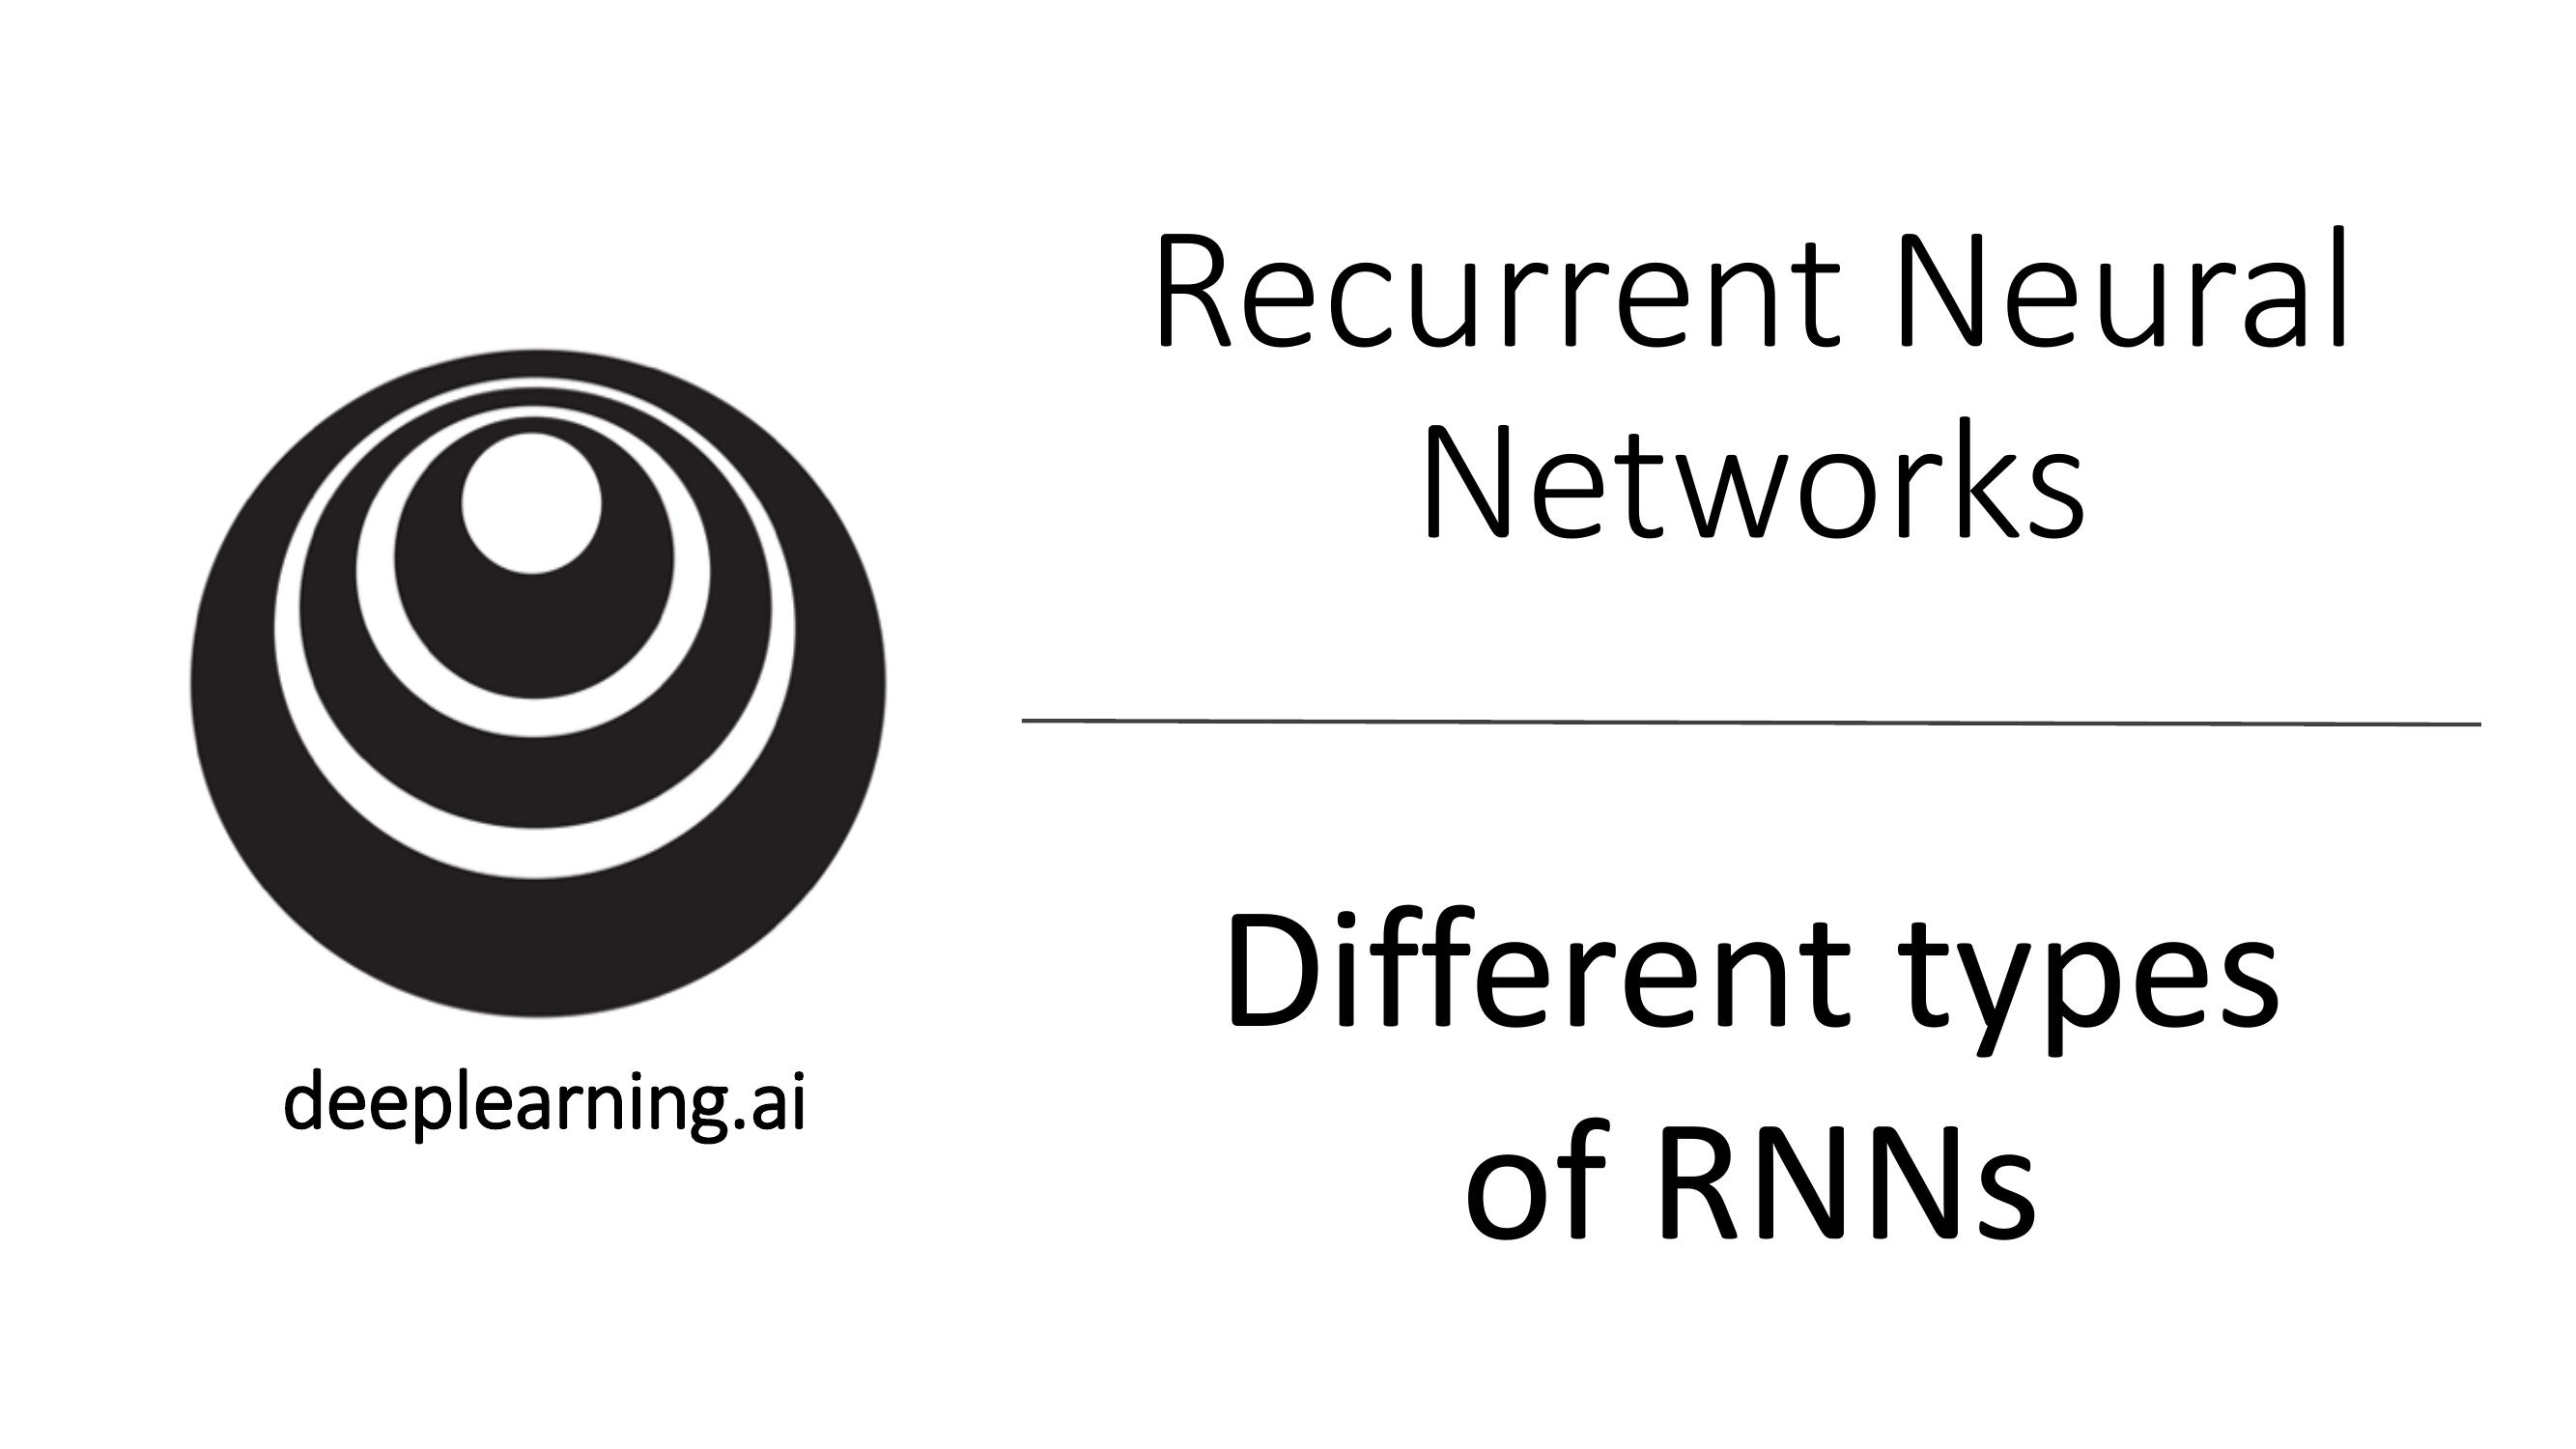 Recurrent Neural
Networks
deeplearning.ai
Different types
of RNNs